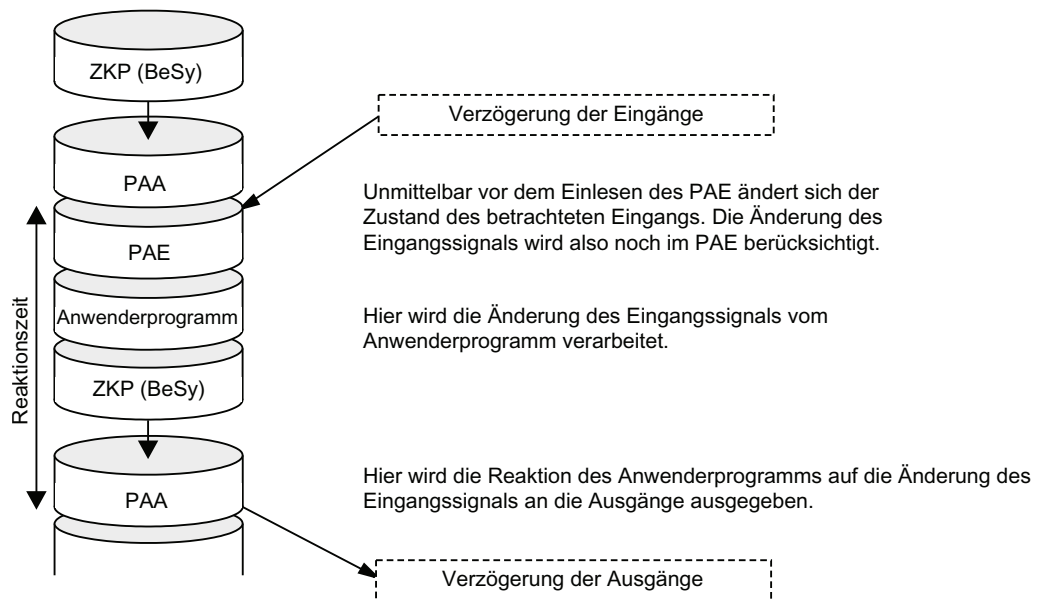 ZKP (BeSy)
Verzögerung der Eingänge
PAA
Unmittelbar vor dem Einlesen des PAE ändert sich der
Zustand des betrachteten Eingangs. Die Änderung des
Eingangssignals wird also noch im PAE berücksichtigt.
PAE
Reaktionszeit
Anwenderprogramm
Hier wird die Änderung des Eingangssignals vom
Anwenderprogramm verarbeitet.
ZKP (BeSy)
Hier wird die Reaktion des Anwenderprogramms auf die Änderung des
Eingangssignals an die Ausgänge ausgegeben.
PAA
Verzögerung der Ausgänge